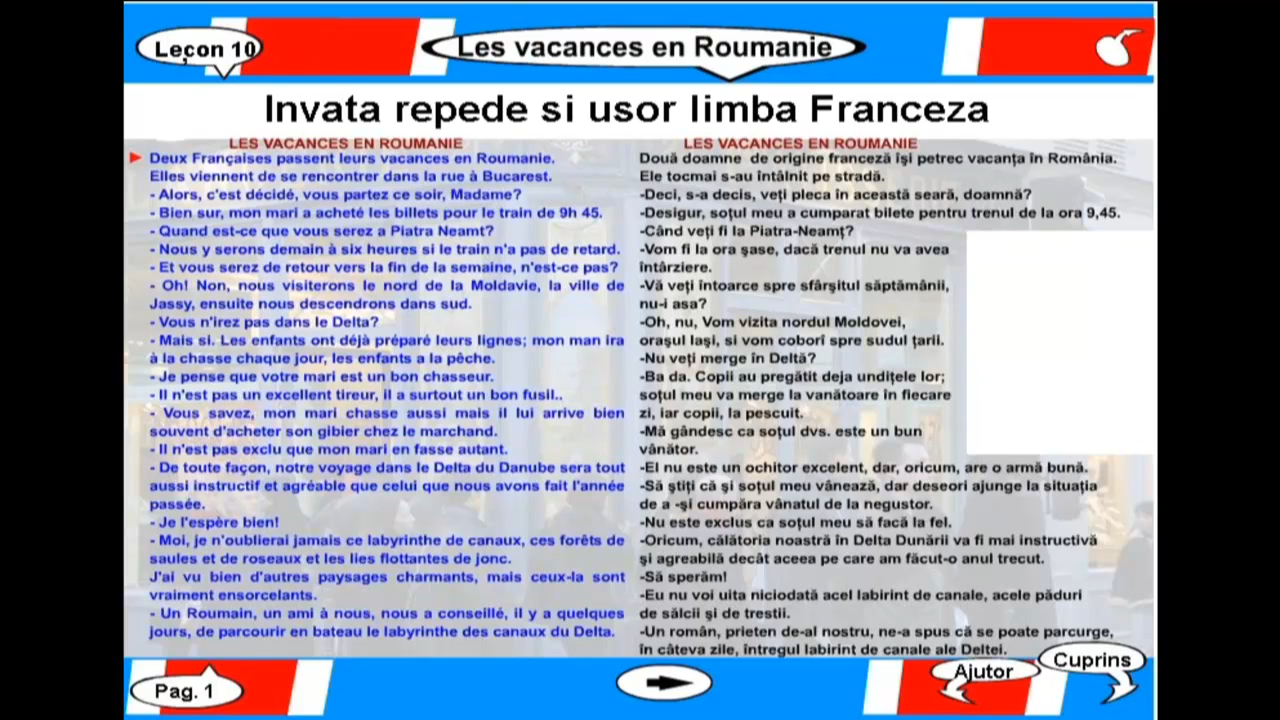 Leçon 10
Les vacances en Roumanie
Invata repede si usor limba Franceza
LES VACANCES EN ROUMANIE
Deux Françaises passent leurs vacances en Roumanie.
Elles viennent de se rencontrer dans la rue à Bucarest.
- Alors, c'est décidé, vous partez ce soir, Madame?
- Bien sur, mon mari a acheté les billets pour le train de 9h 45.
- Quand est-ce que vous serez a Piatra Neamt?
- Nous y serons demain à six heures si le train n'a pas de retard.
- Et vous serez de retour vers la fin de la semaine, n'est-ce pas?
- Oh! Non, nous visiterons le nord de la Moldavie, la ville de
Jassy, ensuite nous descendrons dans sud.
- Vous n'irez pas dans le Delta?
- Mais si. Les enfants ont déjà préparé leurs lignes; mon man ira
à la chasse chaque jour, les enfants a la pêche.
- Je pense que votre mari est un bon chasseur.
- Il n'est pas un excellent tireur, il a surtout un bon fusil..
- Vous savez, mon mari chasse aussi mais il lui arrive bien
souvent d'acheter son gibier chez le marchand.
- Il n'est pas exclu que mon mari en fasse autant.
- De toute façon, notre voyage dans le Delta du Danube sera tout
aussi instructif et agréable que celui que nous avons fait l'année
passée.
- Je l'espère bien!
- Moi, je n'oublierai jamais ce labyrinthe de canaux, ces forêts de
saules et de roseaux et les lies flottantes de jonc.
J'ai vu bien d'autres paysages charmants, mais ceux-la sont
vraiment ensorcelants.
- Un Roumain, un ami à nous, nous a conseillé, il y a quelques
jours, de parcourir en bateau le labyrinthe des canaux du Delta.
LES VACANCES EN ROUMANIE
Două doamne de origine franceză își petrec vacanța în România.
Ele tocmai s-au întâlnit pe stradă.
-Deci, s-a decis, veți pleca în această seară, doamnă?
-Desigur, soțul meu a cumparat bilete pentru trenul de la ora 9,45.
-Când veți fi la Piatra-Neamț?
-Vom fi la ora șase, dacă trenul nu va avea
întârziere.
-Vă veți întoarce spre sfârșitul săptămânii,
nu-i asa?
-Oh, nu, Vom vizita nordul Moldovei,
orașul Iași, si vom coborî spre sudul țarii.
-Nu veți merge în Deltă?
-Ba da. Copii au pregătit deja undițele lor;
soțul meu va merge la vanătoare în fiecare
zi, iar copii, la pescuit.
-Mă gândesc ca soțul dvs. este un bun
vânător.
-El nu este un ochitor excelent, dar, oricum, are o armă bună.
-Să știți că și soțul meu vânează, dar deseori ajunge la situația
de a -și cumpăra vânatul de la negustor.
-Nu este exclus ca soțul meu să facă la fel.
-Oricum, călătoria noastră în Delta Dunării va fi mai instructivă
și agreabilă decât aceea pe care am făcut-o anul trecut.
-Să sperăm!
-Eu nu voi uita niciodată acel labirint de canale, acele păduri
de sălcii și de trestii.
-Un român, prieten de-al nostru, ne-a spus că se poate parcurge,
în câteva zile, întregul labirint de canale ale Deltei.
Pag. 1
Ajutor
Cuprins